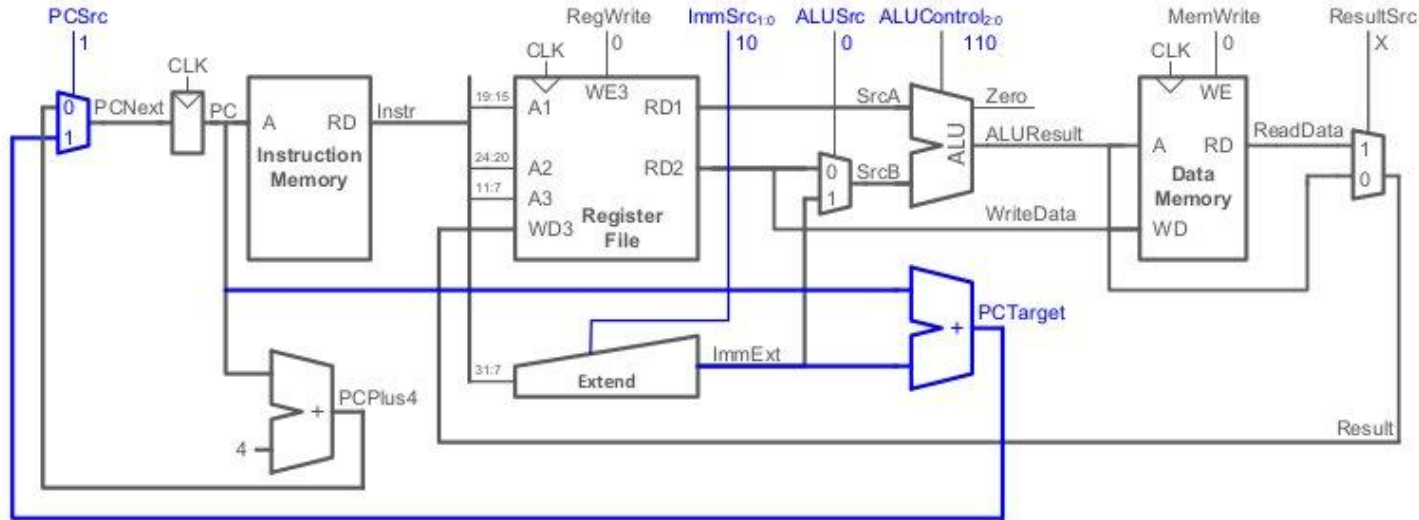 PCSrc
1
RegWrite
0
ImmSrc1:0
10
ALUSrc
0
ALUControl2:0
110
MemWrite
0
ResultSrc
X
CLK
CLK
CLK
0
1
PCNext
PC
A
RD
Instruction
Memory
Instr
19:15
A1
WE3
RD1
24:20
A2
RD2
11:7
A3
WD3
Register
File
0
1
SrcA
SrcB
ALU
Zero
ALUResult
WriteData
WE
A
RD
Data
Memory
WD
ReadData
1
0
+
PCTarget
31:7
Extend
ImmExt
4
+
PCPlus4
Result